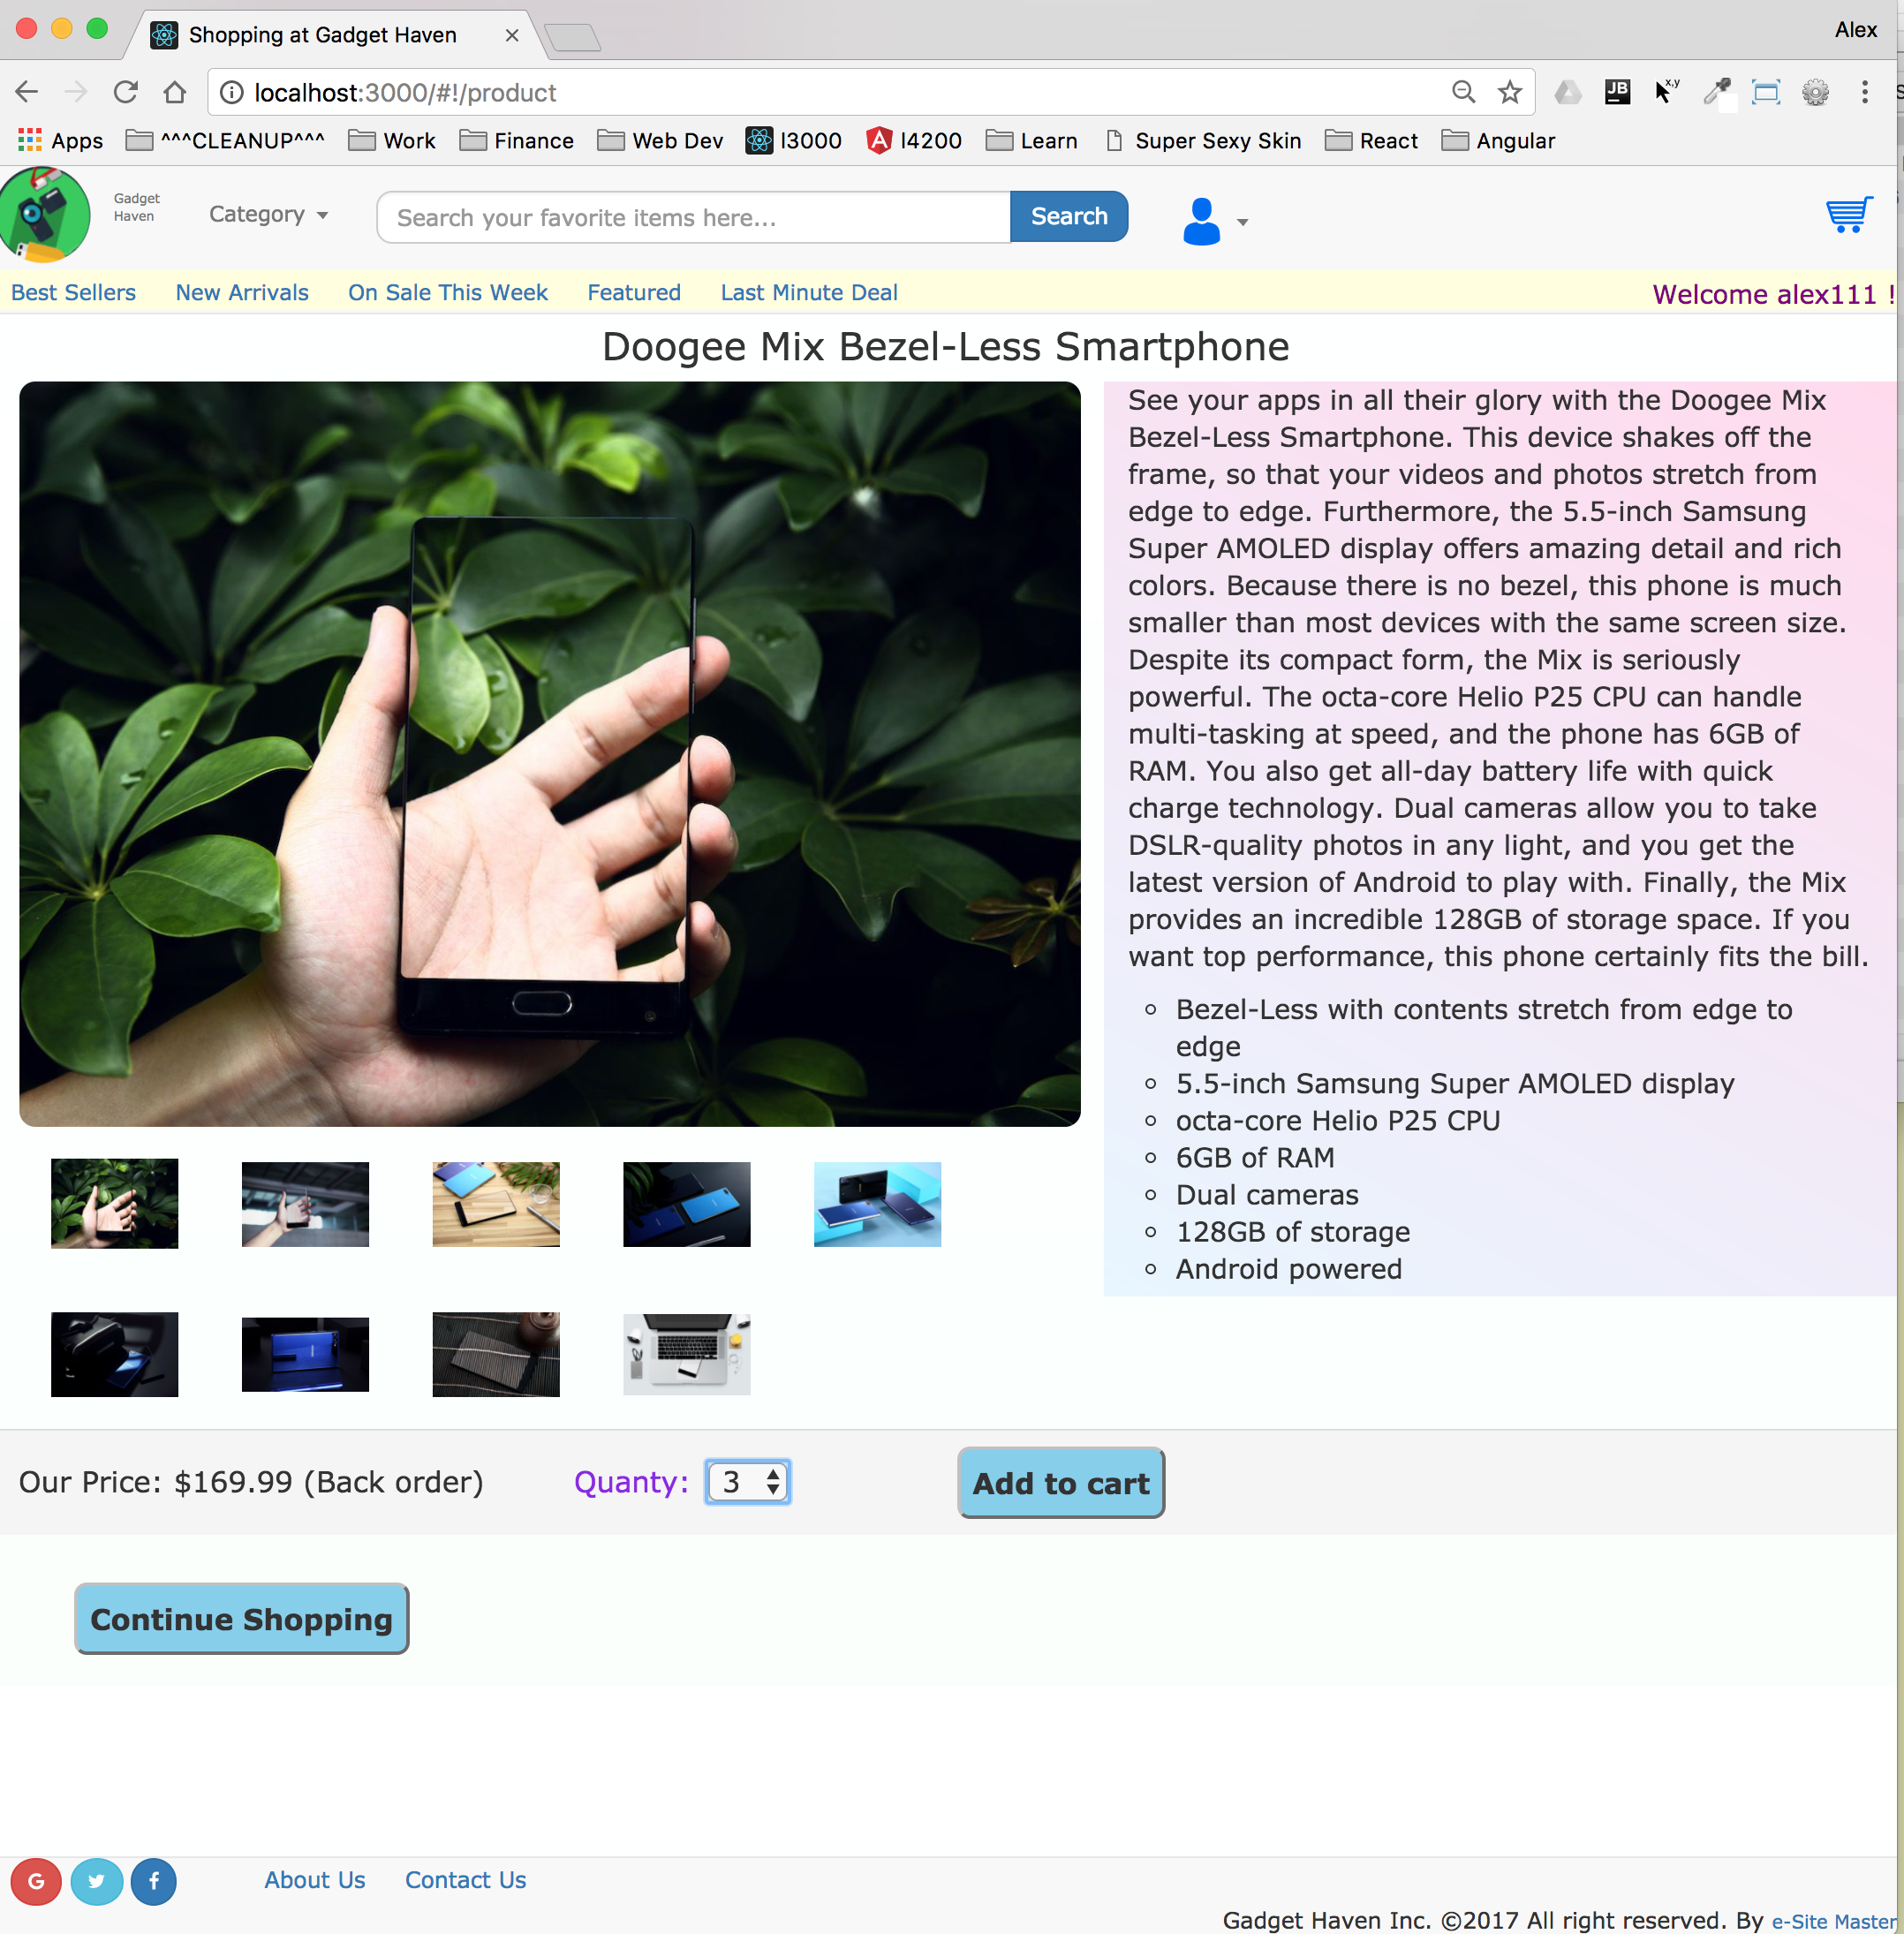 Shopping at Gadget Haven
Alex
localhost:3000/#!/product
JB
x,y
Apps ^^^CLEANUP^^^ Work Finance Web Dev l3000 l4200 Learn Super Sexy Skin React Angular
Gadget
Haven
Category
Search your favorite items here...
Search
Best Sellers New Arrivals On Sale This Week Featured Last Minute Deal
Welcome alex111 !
Doogee Mix Bezel-Less Smartphone
See your apps in all their glory with the Doogee Mix
Bezel-Less Smartphone. This device shakes off the
frame, so that your videos and photos stretch from
edge to edge. Furthermore, the 5.5-inch Samsung
Super AMOLED display offers amazing detail and rich
colors. Because there is no bezel, this phone is much
smaller than most devices with the same screen size.
Despite its compact form, the Mix is seriously
powerful. The octa-core Helio P25 CPU can handle
multi-tasking at speed, and the phone has 6GB of
RAM. You also get all-day battery life with quick
charge technology. Dual cameras allow you to take
DSLR-quality photos in any light, and you get the
latest version of Android to play with. Finally, the Mix
provides an incredible 128GB of storage space. If you
want top performance, this phone certainly fits the bill.
Bezel-Less with contents stretch from edge to
edge
5.5-inch Samsung Super AMOLED display
octa-core Helio P25 CPU
6GB of RAM
Dual cameras
128GB of storage
Android powered
Our Price: $169.99 (Back order)
Quanty: 3
Add to cart
Continue Shopping
About Us Contact Us
Gadget Haven Inc. ©2017 All right reserved. By e-Site Master